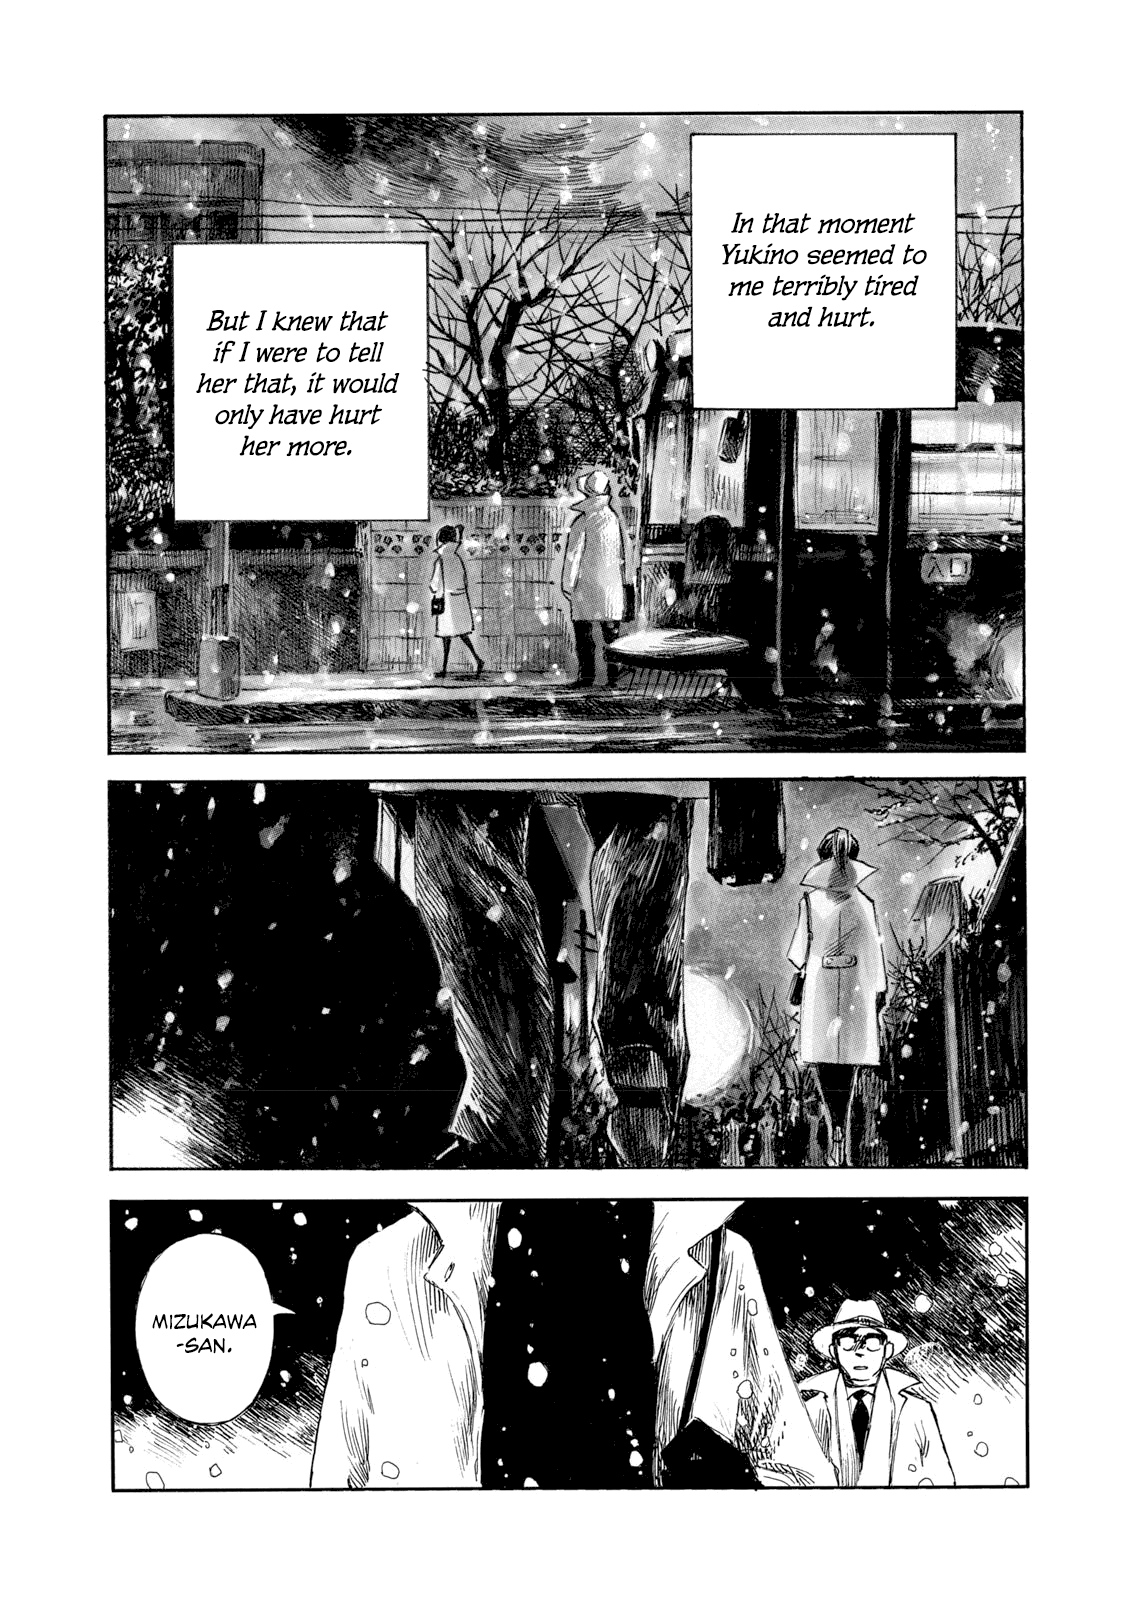 In that moment
Yukino seemed to
me terribly tired
and hurt.
But I knew that
if I were to tell
her that, it would
only have hurt
her more.
AD
MIZUKAWA
-SAN.